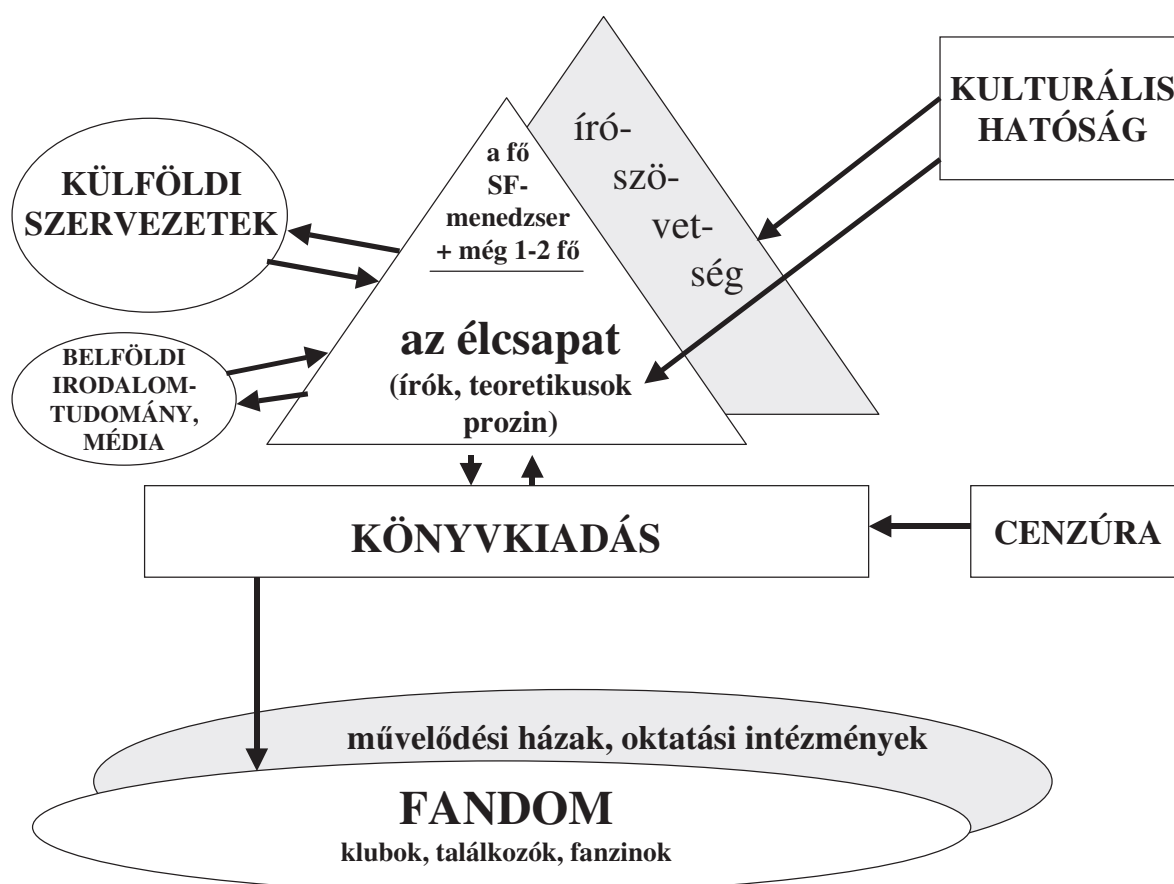 KULTURÁLIS
HATÓSÁG
író-
szö-
vet-
ség
a fő
SF-
menedzser
+ még 1-2 fő
KÜLFÖLDI
SZERVEZETEK
az élcsapat
(írók, teoretikusok
prozin)
BELFÖLDI
IRODALOM-
TUDOMÁNY,
MÉDIA
KÖNYVKIADÁS
CENZÚRA
művelődési házak, oktatási intézmények
FANDOM
klubok, találkozók, fanzinok